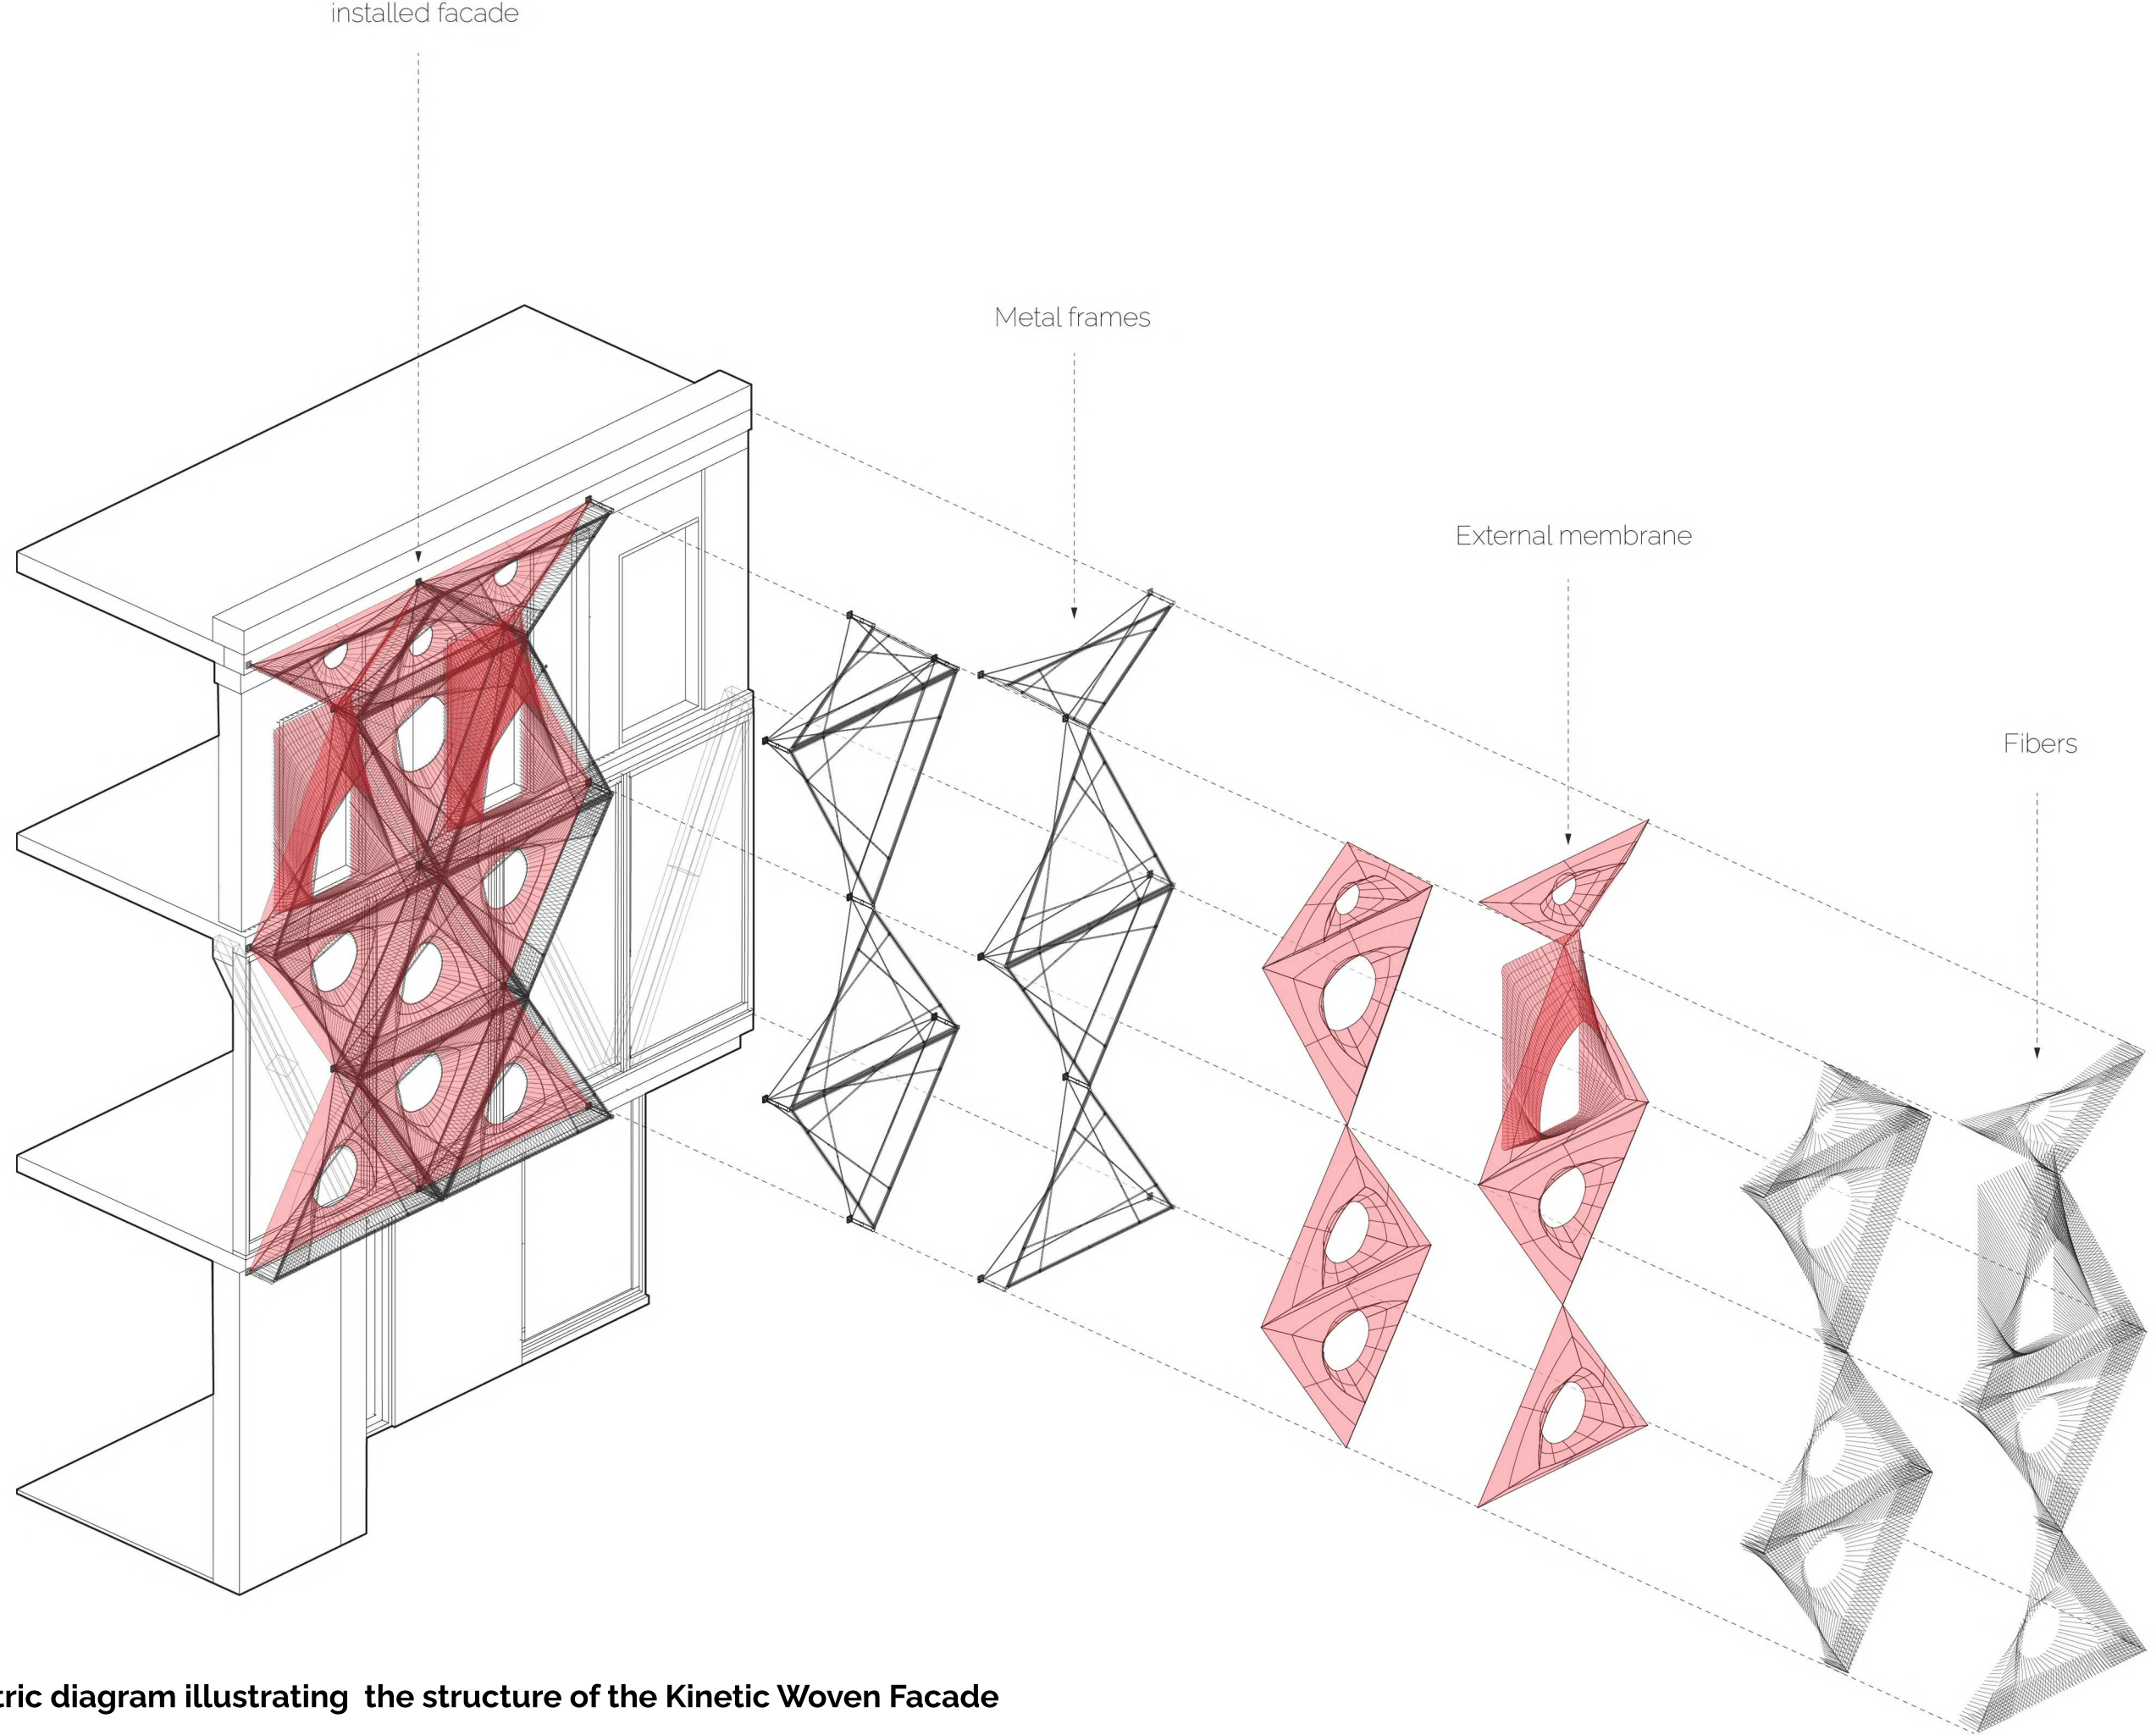 installed facade
Metal frames
External membrane
Fibers
tric diagram illustrating  the structure of the Kinetic Woven Facade